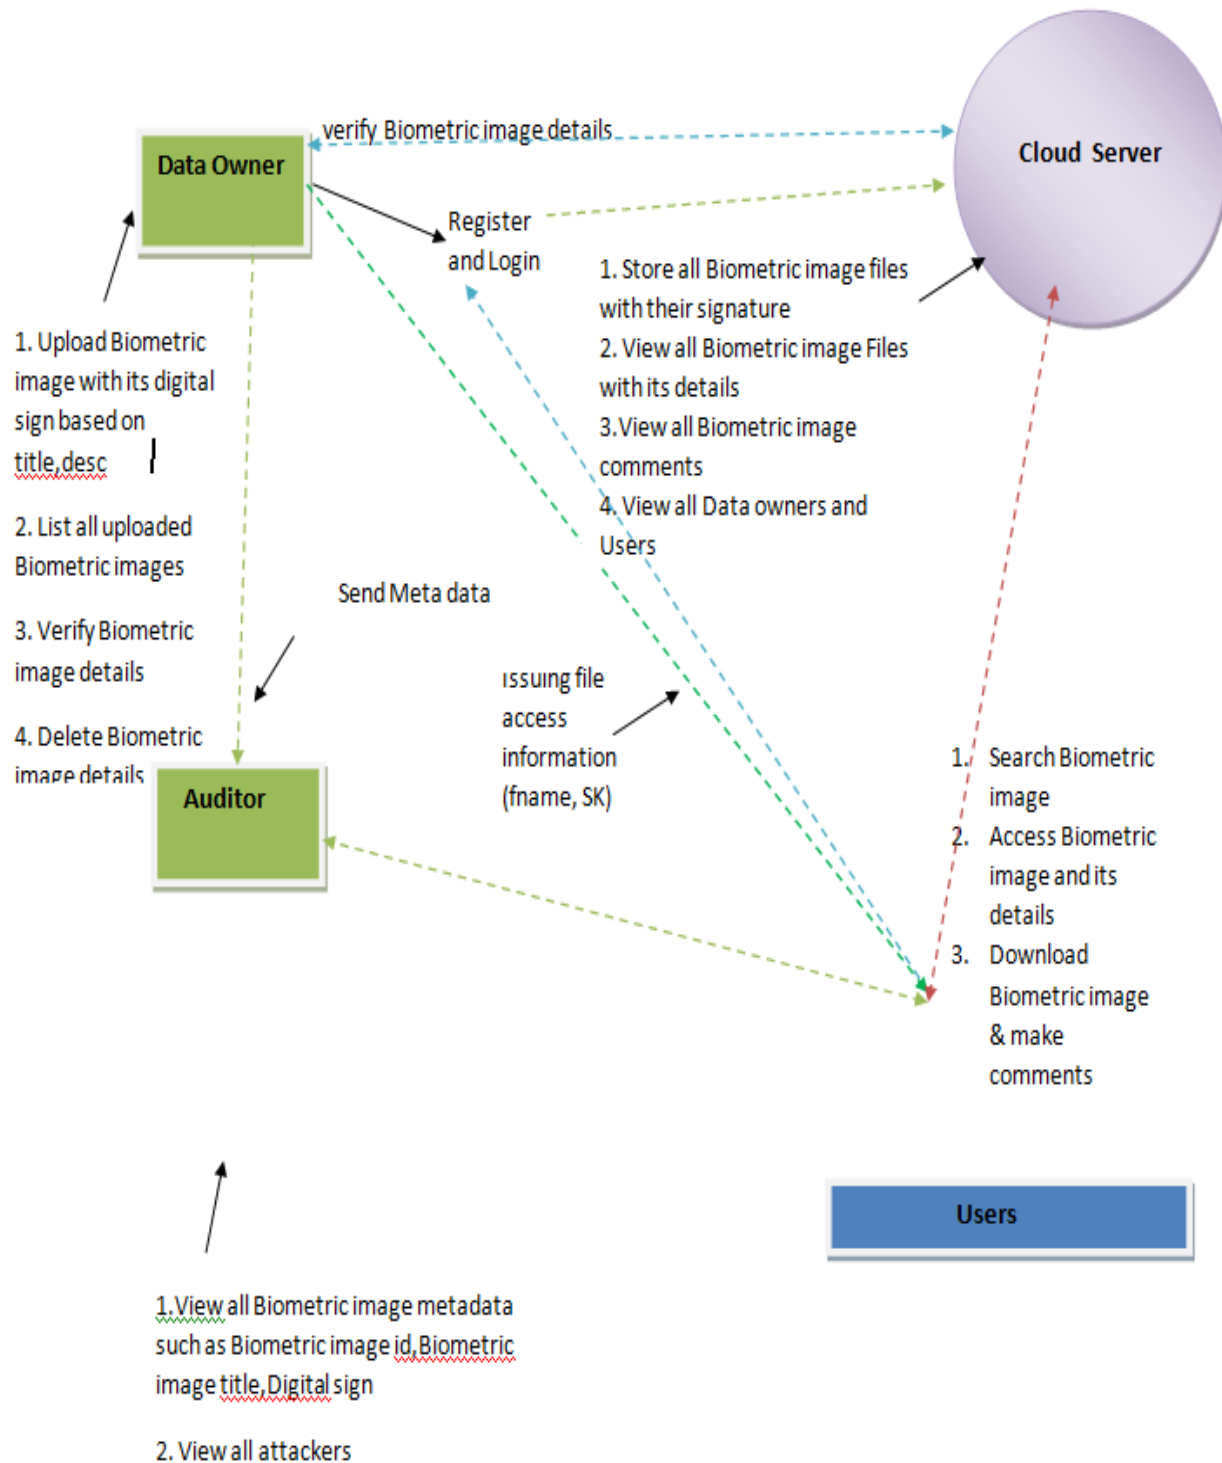 verify Biometric image details
Data Owner
Cloud Server
Register
and Login
1. Store all Biometric image files
with their signature
2. View all Biometric image Files
with its details
3.View all Biometric image
comments
4. View all Data owners and
Users
1. Upload Biometric
image with its digital
sign based on
title,desc
2. List all uploaded
Biometric images
3. Verify Biometric
image details
4. Delete Biometric
image details
Send Meta data
issuing file
access
information
(fname, SK)
Auditor
1. Search Biometric
image
2. Access Biometric
image and its
details
3. Download
Biometric image
& make
comments
Users
1.View all Biometric image metadata
such as Biometric image id,Biometric
image title,Digital sign
2. View all attackers